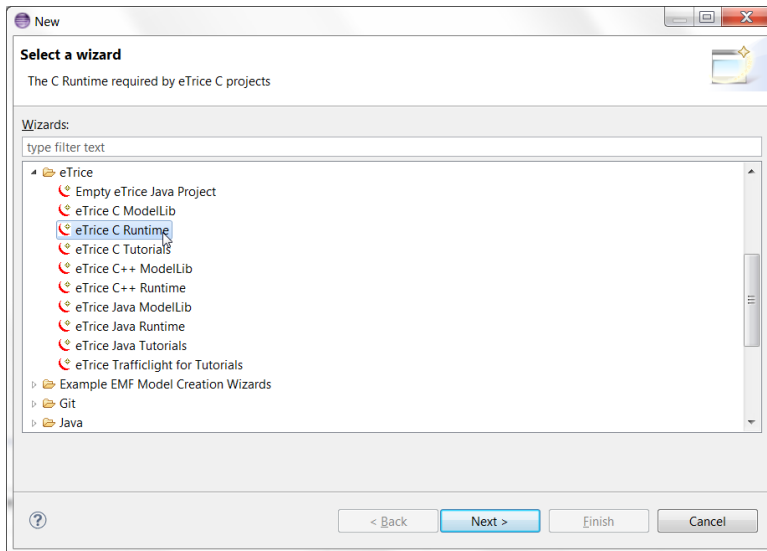 New
Select a wizard
The C Runtime required by eTrice C projects
Wizards:
type filter text
eTrice
Empty eTrice Java Project
eTrice C ModelLib
eTrice C Runtime
eTrice C Tutorials
eTrice C++ ModelLib
eTrice C++ Runtime
eTrice Java ModelLib
eTrice Java Runtime
eTrice Java Tutorials
eTrice Trafficlight for Tutorials
Example EMF Model Creation Wizards
Git
Java
? < Back Next > Finish Cancel